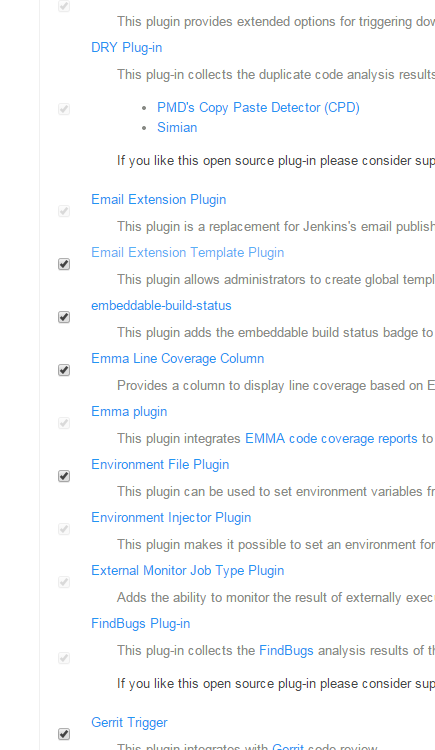 This plugin provides extended options for triggering
DRY Plug-in
This plug-in collects the duplicate code analysis results
PMD's Copy Paste Detector (CPD)
Simian
If you like this open source plug-in please consider
Email Extension Plugin
This plugin is a replacement for Jenkins's email
Email Extension Template Plugin
This plugin allows administrators to create global
embeddable-build-status
This plugin adds the embeddable build status badge to
Emma Line Coverage Column
Provides a column to display line coverage based on
Emma plugin
This plugin integrates EMMA code coverage reports to
Environment File Plugin
This plugin can be used to set environment variables
Environment Injector Plugin
This plugin makes it possible to set an environment for
External Monitor Job Type Plugin
Adds the ability to monitor the result of externally
FindBugs Plug-in
This plug-in collects the FindBugs analysis results of
If you like this open source plug-in please consider
Gerrit Trigger
This plugin integrates with Gerrit code review